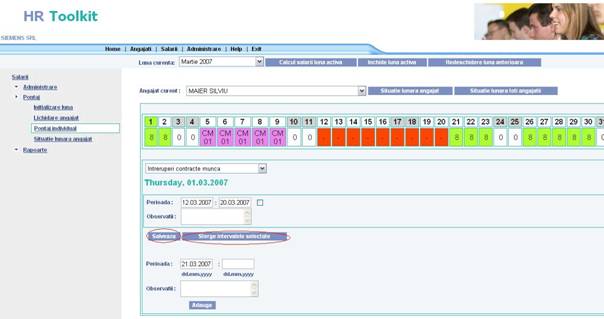 HR Toolkit
SIEMENS SRL
Home | Angajati | Salarii | Administrare | Help | Exit
Luna curenta: Martie 2007 Calcul salarii luna activa Inchide luna activa Redeschidere luna anterioara
Salarii
Administrare
Pontaj
Initializare luna
Lichidare angajat
Pontaj individual
Situatie lunara angajat
Rapoarte
Angajat curent : MAIER SILVIU Situatie lunara angajat Situatie lunara toti angajatii
1 2 3 4 5 6 7 8 9 10 11 12 13 14 15 16 17 18 19 20 21 22 23 24 25 26 27 28 29 30 31
8 8 0 0 CM 01 CM 01 CM 01 CM 01 CM 01 0 0 . . . . . . . . . 8 8 8 0 0 8 8 8 8 8
Intreruperi contracte munca
Thursday, 01.03.2007
Perioada : 12.03.2007 : 20.03.2007
Observatii :
Salveaza Sterge intervalele selectate
Perioada : 21.03.2007 :
dd.mm.yyyy dd.mm.yyyy
Observatii :
Adauga